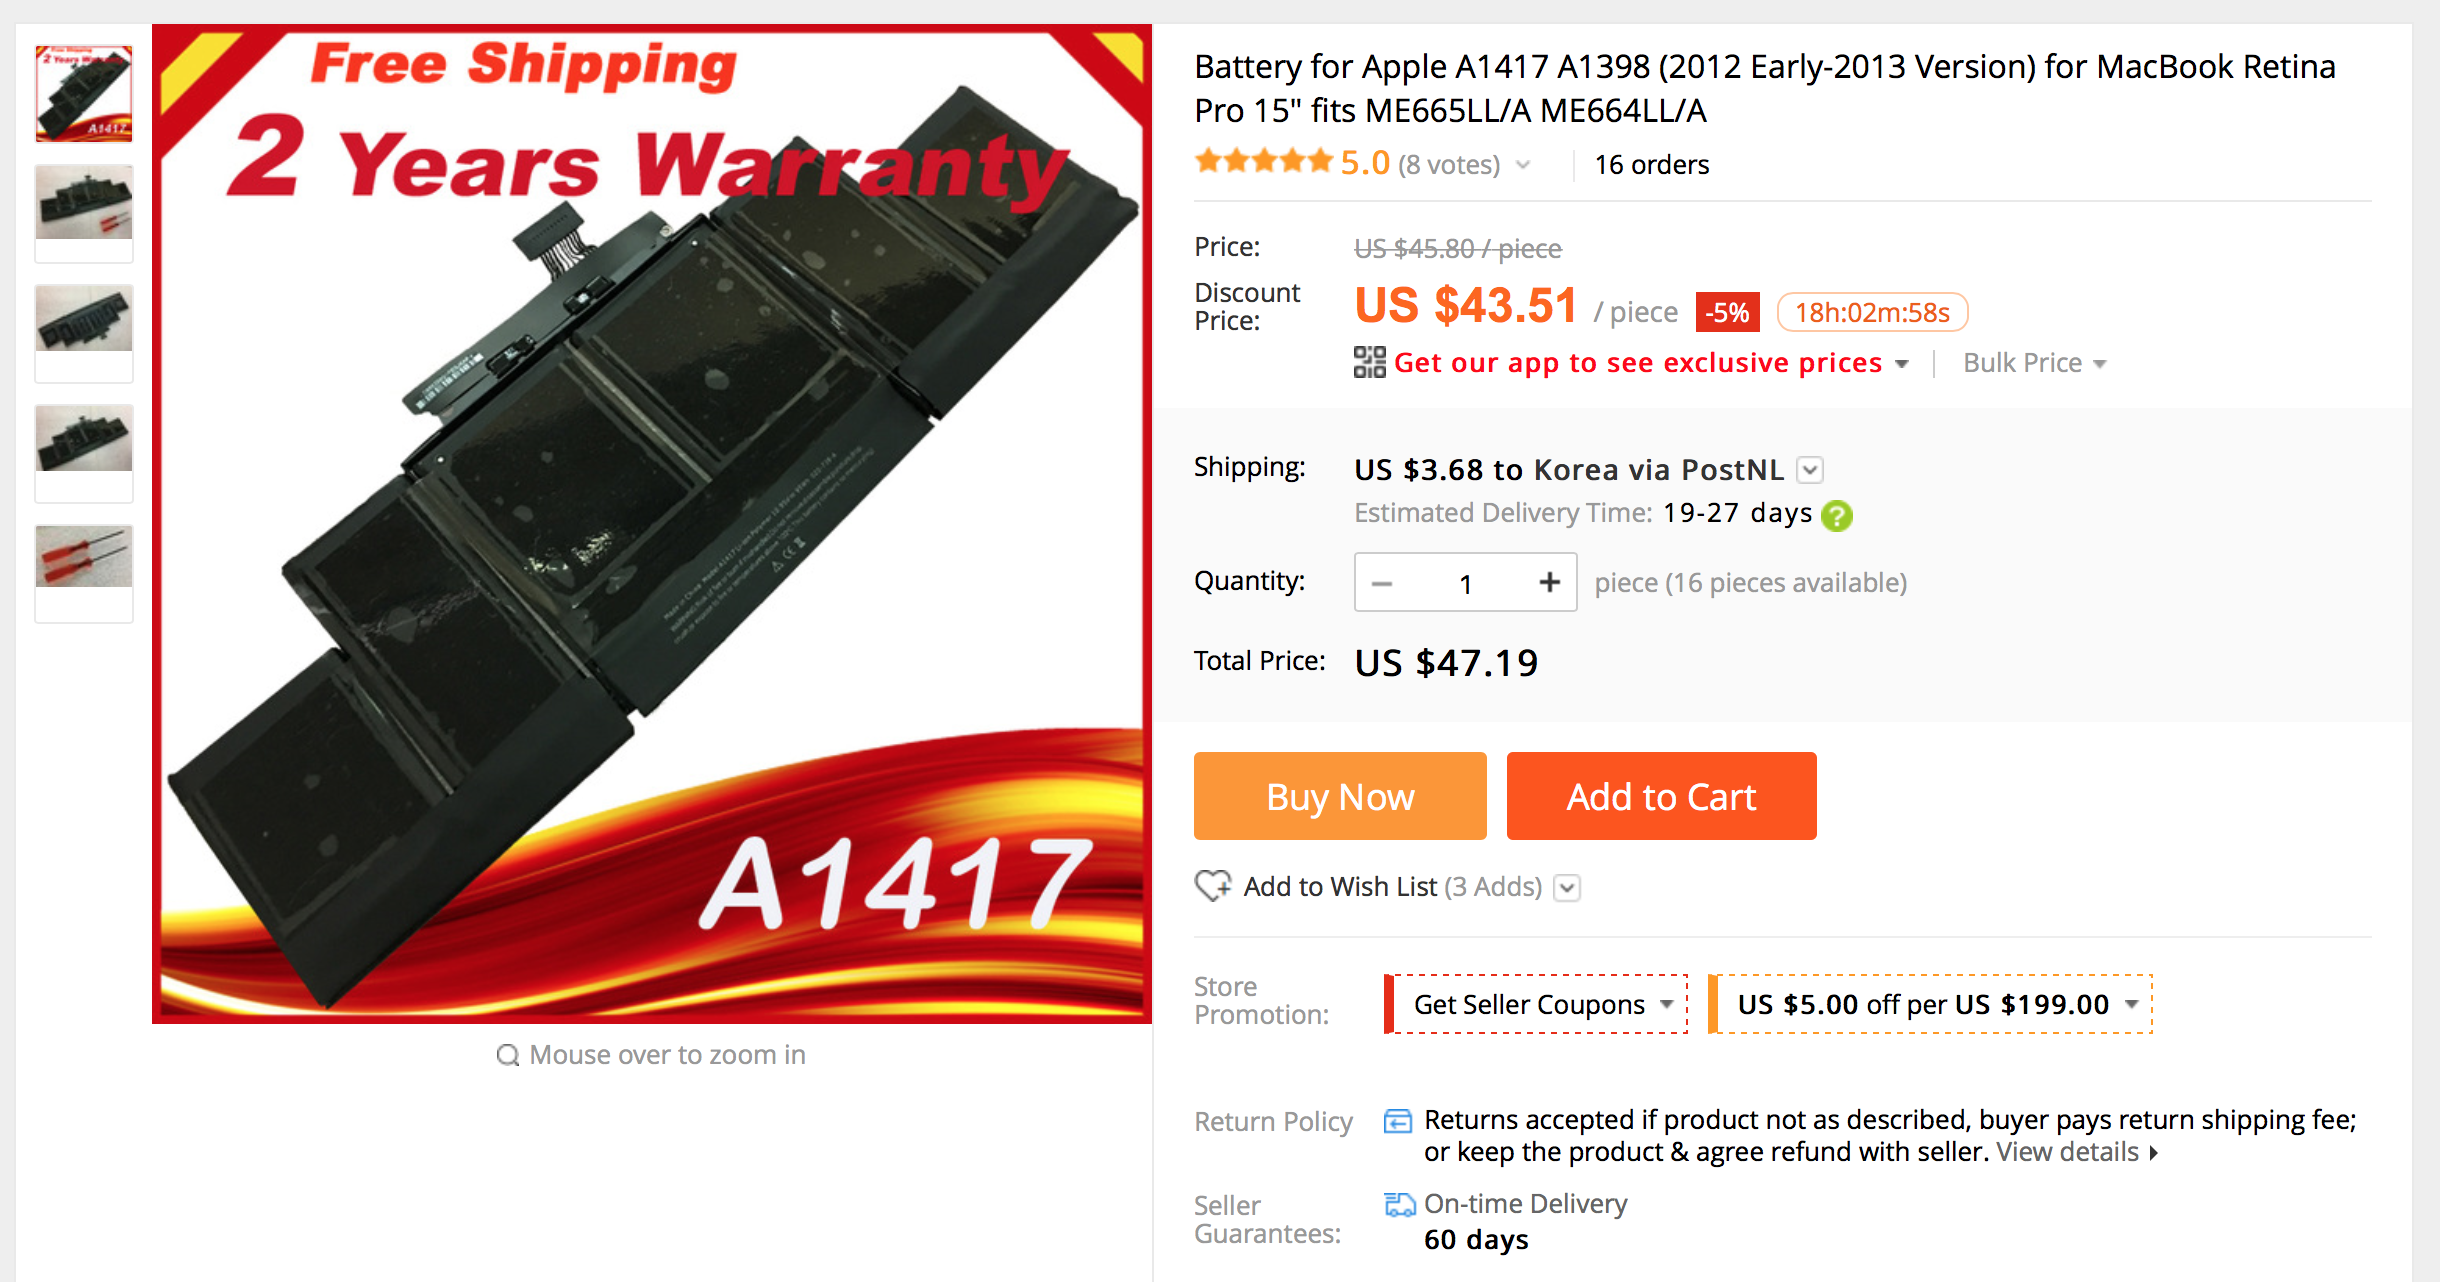 Free Shipping
2 Years Warranty
A1417
Mouse over to zoom in
Battery for Apple A1417 A1398 (2012 Early-2013 Version) for MacBook Retina
Pro 15" fits ME665LL/A ME664LL/A
5.0 (8 votes) 16 orders
Price: US $45.80 / piece
Discount
Price: US $43.51 / piece -5% 18h:02m:58s
Get our app to see exclusive prices Bulk Price
Shipping: US $3.68 to Korea via PostNL
Estimated Delivery Time: 19-27 days ?
Quantity: − 1 + piece (16 pieces available)
Total Price: US $47.19
Buy Now Add to Cart
Add to Wish List (3 Adds)
Store
Promotion: Get Seller Coupons US $5.00 off per US $199.00
Return Policy Returns accepted if product not as described, buyer pays return shipping fee;
or keep the product & agree refund with seller. View details
Seller
Guarantees: On-time Delivery
60 days